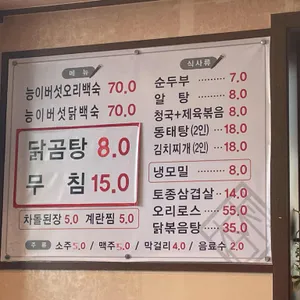 메 뉴
능이버섯오리백숙 70.0
능이버섯닭백숙 70.0
닭곰탕 8.0
무 침 15.0
차돌된장 5.0 계란찜 5.0
식사류
순두부 ········ 7.0
알 탕 ········ 8.0
청국+제육볶음 8.0
동태탕(2인) ··· 18.0
김치찌개(2인) ··· 18.0
냉모밀 ········ 8.0
토종삼겹살 ·· 14.0
오리로스 ···· 55.0
닭볶음탕 ···· 35.0
주 류 소주 5.0 / 맥주 5.0 / 막걸리 4.0 / 음료수 2.0